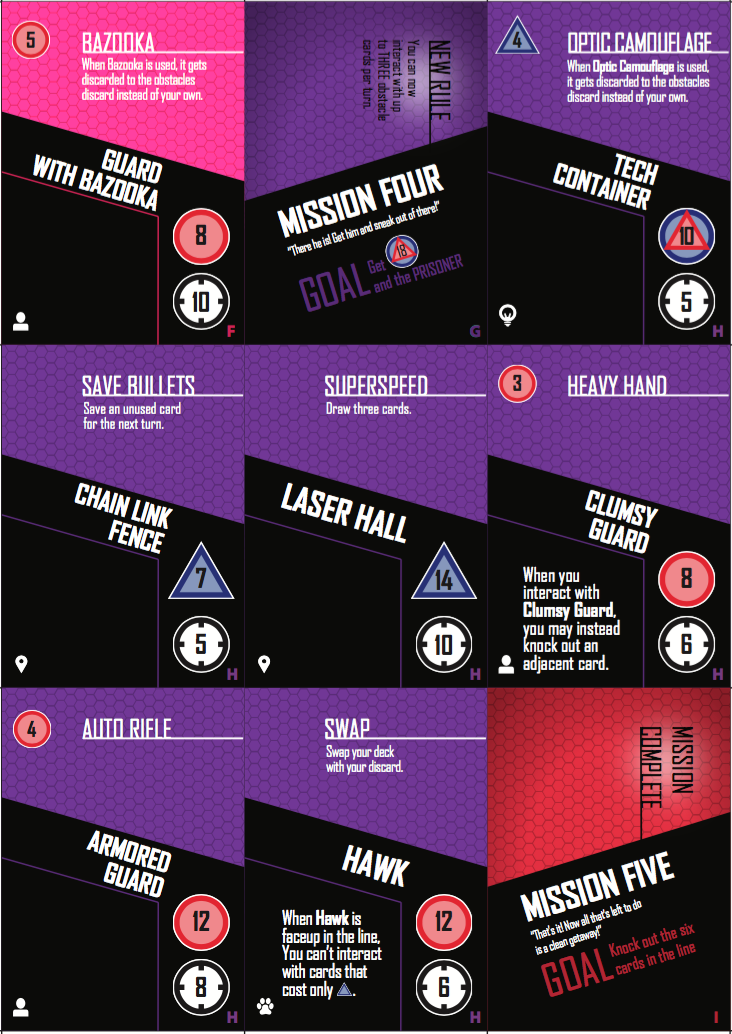 5
BAZOOKA
When Bazooka is used, it gets
discarded to the obstacles
discard instead of your own.
GUARD
WITH BAZOOKA
8
10
F
NEW RULE
You can now
interact with up
to THREE obstacle
cards per turn.
MISSION FOUR
"There he is! Get him and sneak out of there!"
GOAL
Get 18
and the PRISONER
G
4
OPTIC CAMOUFLAGE
When Optic Camouflage is used,
it gets discarded to the obstacles
discard instead of your own.
TECH
CONTAINER
10
5
H
SAVE BULLETS
Save an unused card
for the next turn.
CHAIN LINK
FENCE
7
5
H
SUPERSPEED
Draw three cards.
LASER HALL
14
10
H
3
HEAVY HAND
CLUMSY
GUARD
When you
interact with
Clumsy Guard,
you may instead
knock out an
adjacent card.
8
6
H
4
AUTO RIFLE
ARMORED
GUARD
12
8
H
SWAP
Swap your deck
with your discard.
HAWK
When Hawk is
faceup in the line,
You can't interact
with cards that
cost only .
12
6
H
MISSION
COMPLETE
MISSION FIVE
"That's it! Now all that's left to do
is a clean getaway!"
GOAL
Knock out the six
cards in the line
I